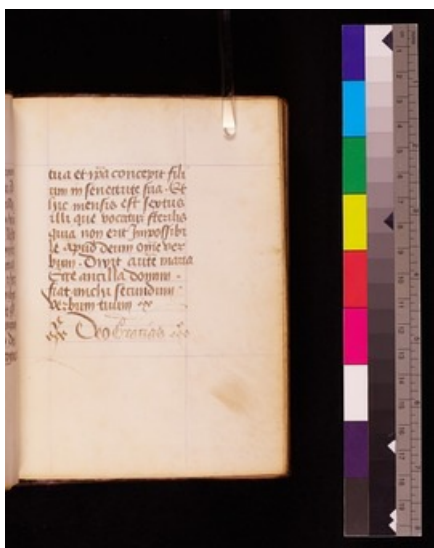 tua et ipa concepit fili
um in senectute sua · Et
hic mensis est sextus
illi que vocatur sterilis
quia non erit Impossibi
le apud deum omne ver
bum · Dixit autē maria
Ecce ancilla domini ·
fiat michi secundum
verbum tuum
Deo Gracias